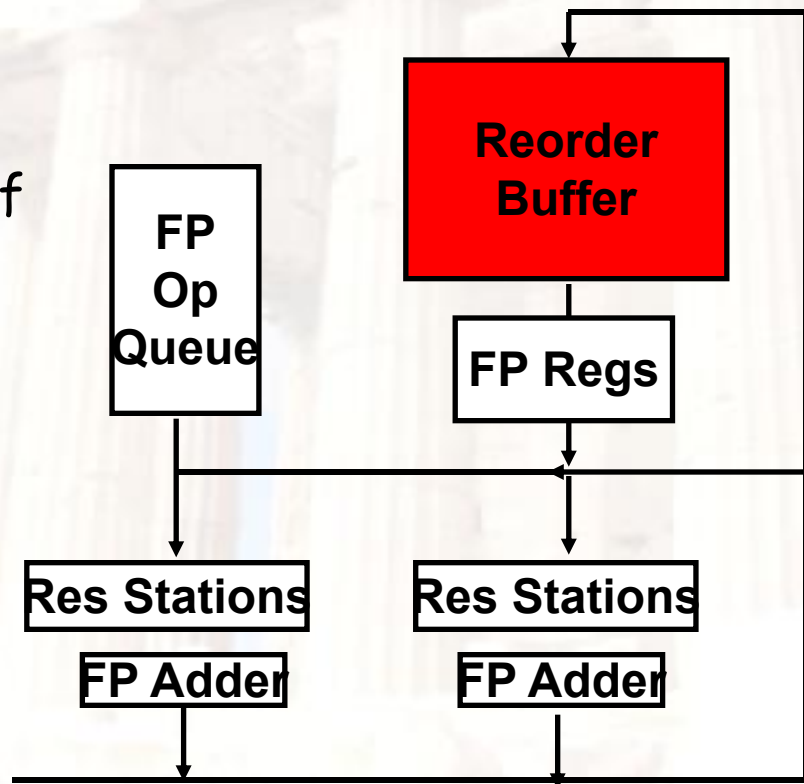 f
FP
Op
Queue
Reorder
Buffer
FP Regs
Res Stations
Res Stations
FP Adder
FP Adder